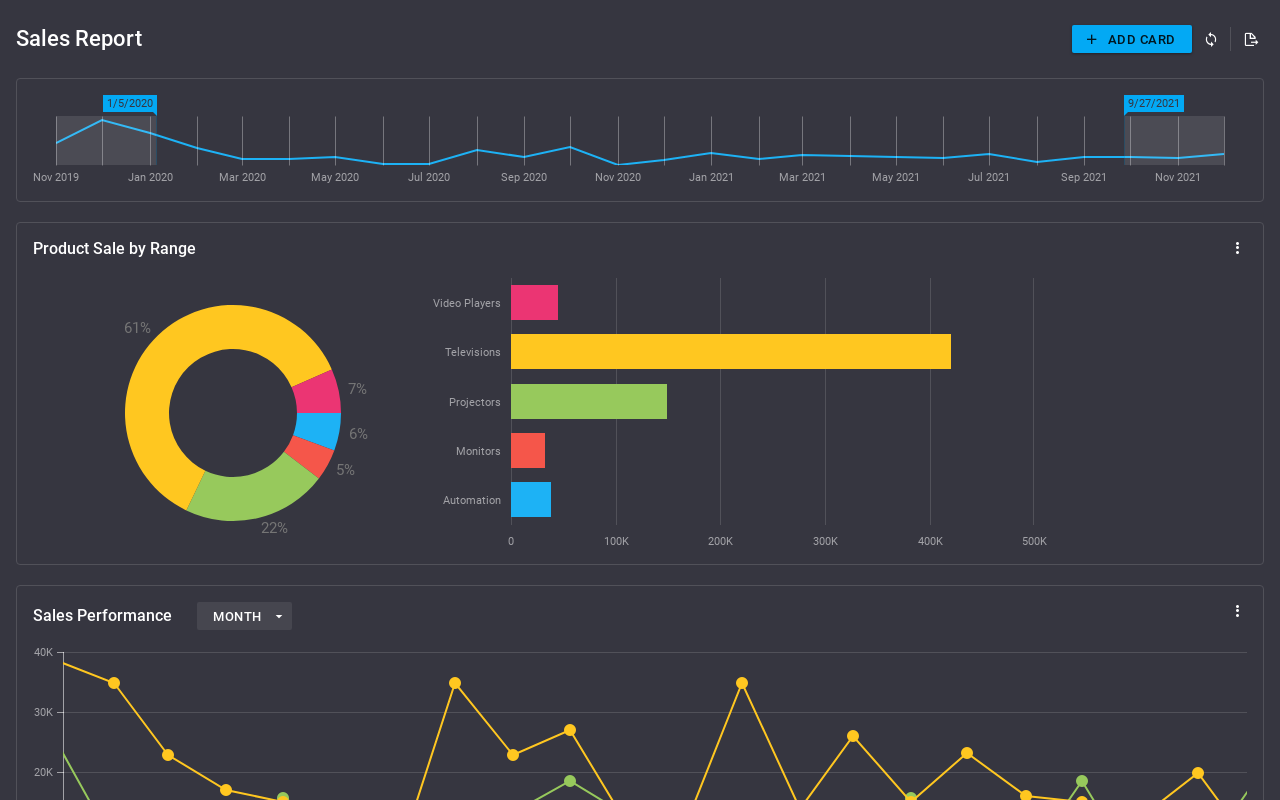 Sales Report
ADD CARD
1/5/2020
9/27/2021
Nov 2019 Jan 2020 Mar 2020 May 2020 Jul 2020 Sep 2020 Nov 2020 Jan 2021 Mar 2021 May 2021 Jul 2021 Sep 2021 Nov 2021
Product Sale by Range
61%
7%
6%
5%
22%
Video Players
Televisions
Projectors
Monitors
Automation
0 100K 200K 300K 400K 500K
Sales Performance
MONTH
40K
30K
20K